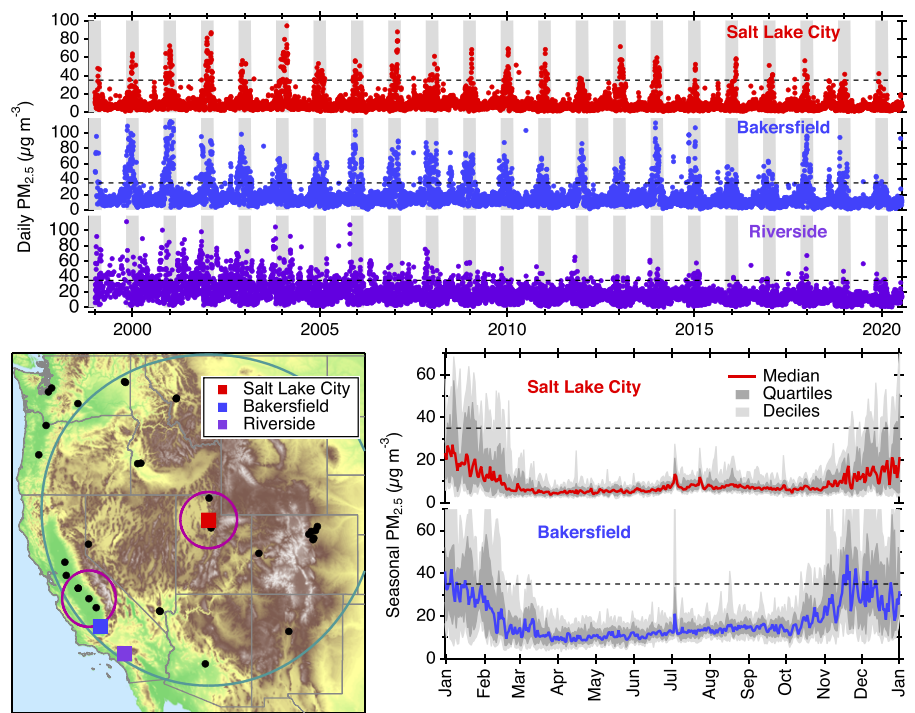 100
80
60
40
20
0
Salt Lake City
100
80
60
40
20
0
Bakersfield
100
80
60
40
20
0
Riverside
Daily PM2.5 (µg m-3)
2000 2005 2010 2015 2020
Salt Lake City
Bakersfield
Riverside
60
40
20
0
Salt Lake City
Median
Quartiles
Deciles
60
40
20
0
Bakersfield
Seasonal PM2.5 (µg m-3)
Jan Feb Mar Apr May Jun Jul Aug Sep Oct Nov Dec Jan